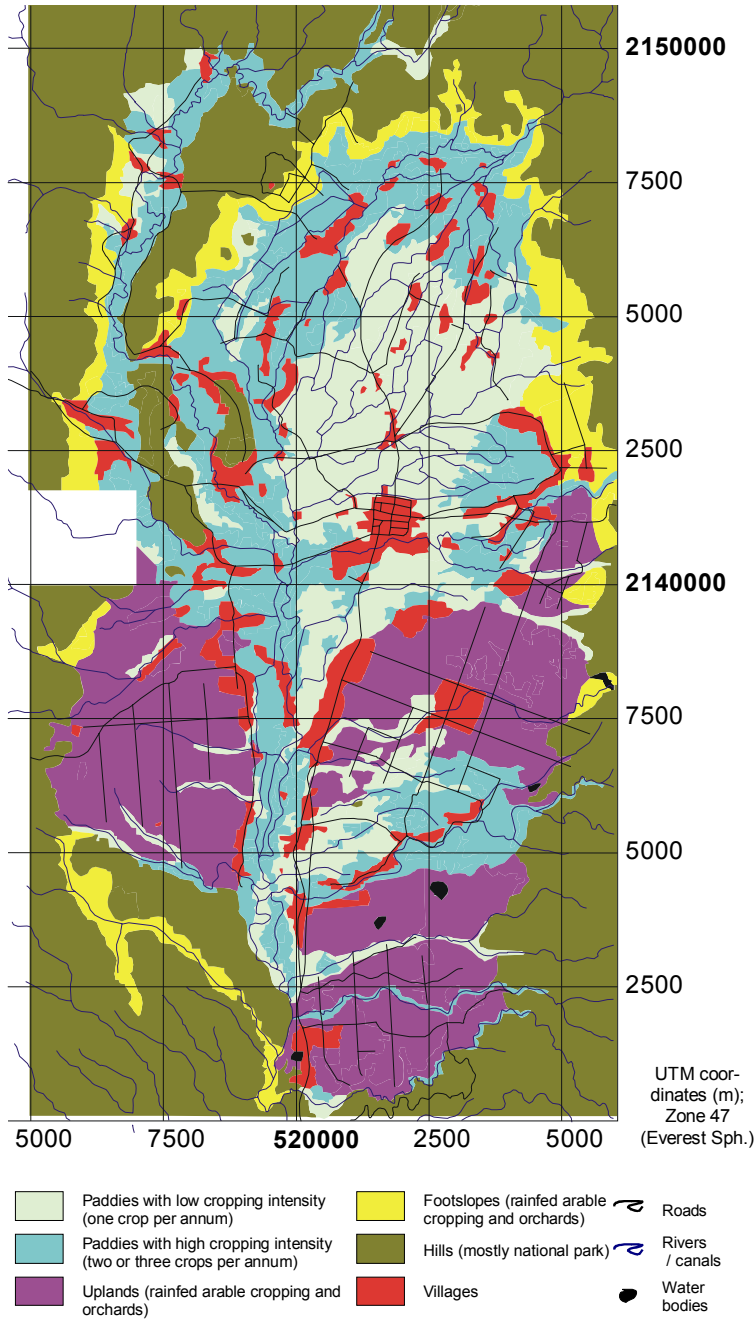 2150000
7500
5000
2500
2140000
7500
5000
2500
UTM coor-
dinates (m);
Zone 47
(Everest Sph.)
5000 7500 520000 2500 5000
Paddies with low cropping intensity
(one crop per annum)
Footslopes (rainfed arable
cropping and orchards)
Roads
Paddies with high cropping intensity
(two or three crops per annum)
Hills (mostly national park)
Rivers
/ canals
Uplands (rainfed arable cropping and
orchards)
Villages
Water
bodies